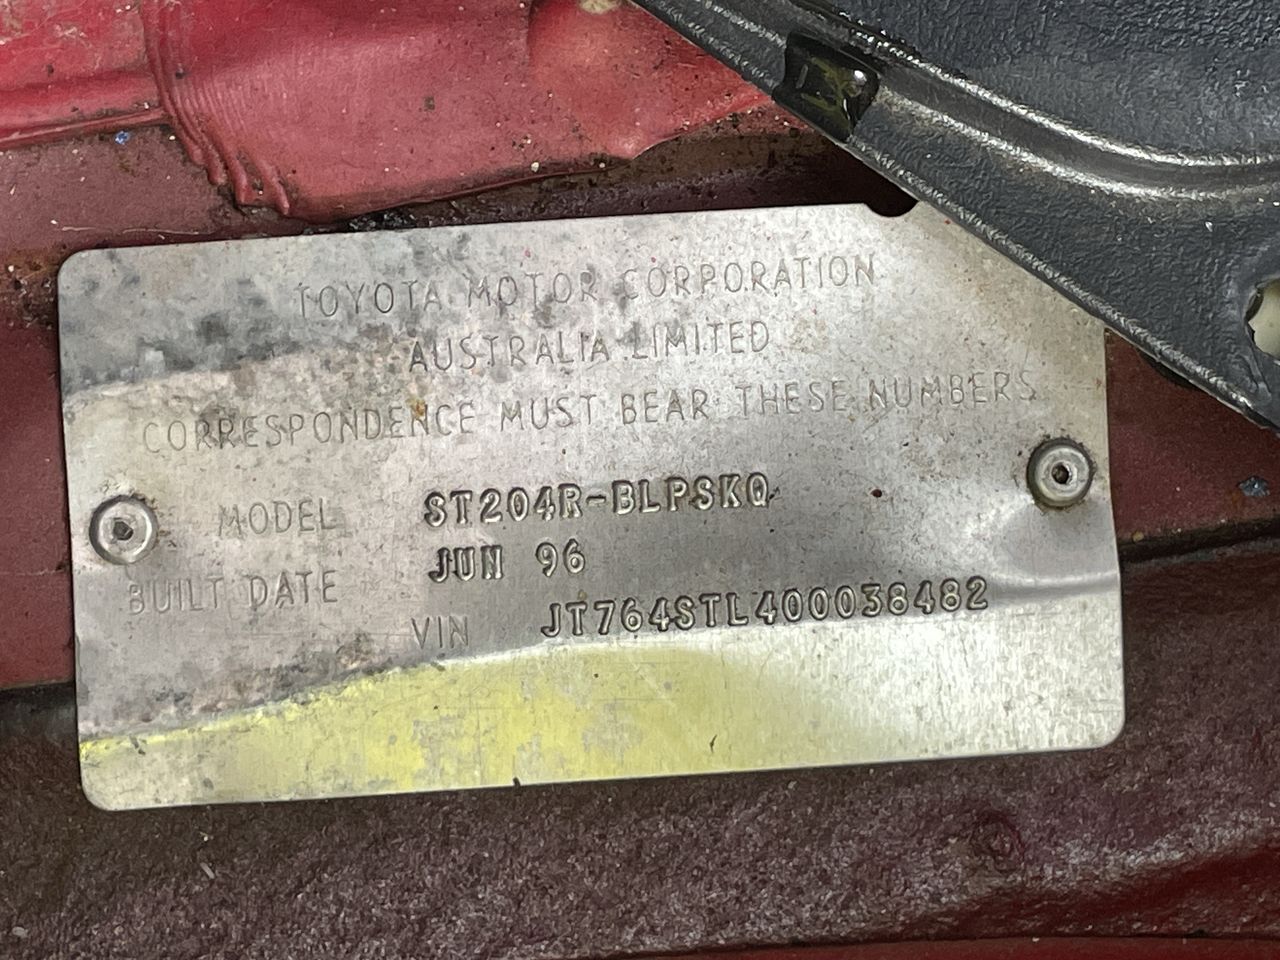 TOYOTA MOTOR CORPORATION
AUSTRALIA LIMITED
CORRESPONDENCE MUST BEAR THESE NUMBERS
MODEL ST204R-BLPSKQ
BUILT DATE JUN 96
VIN JT764STL400038482